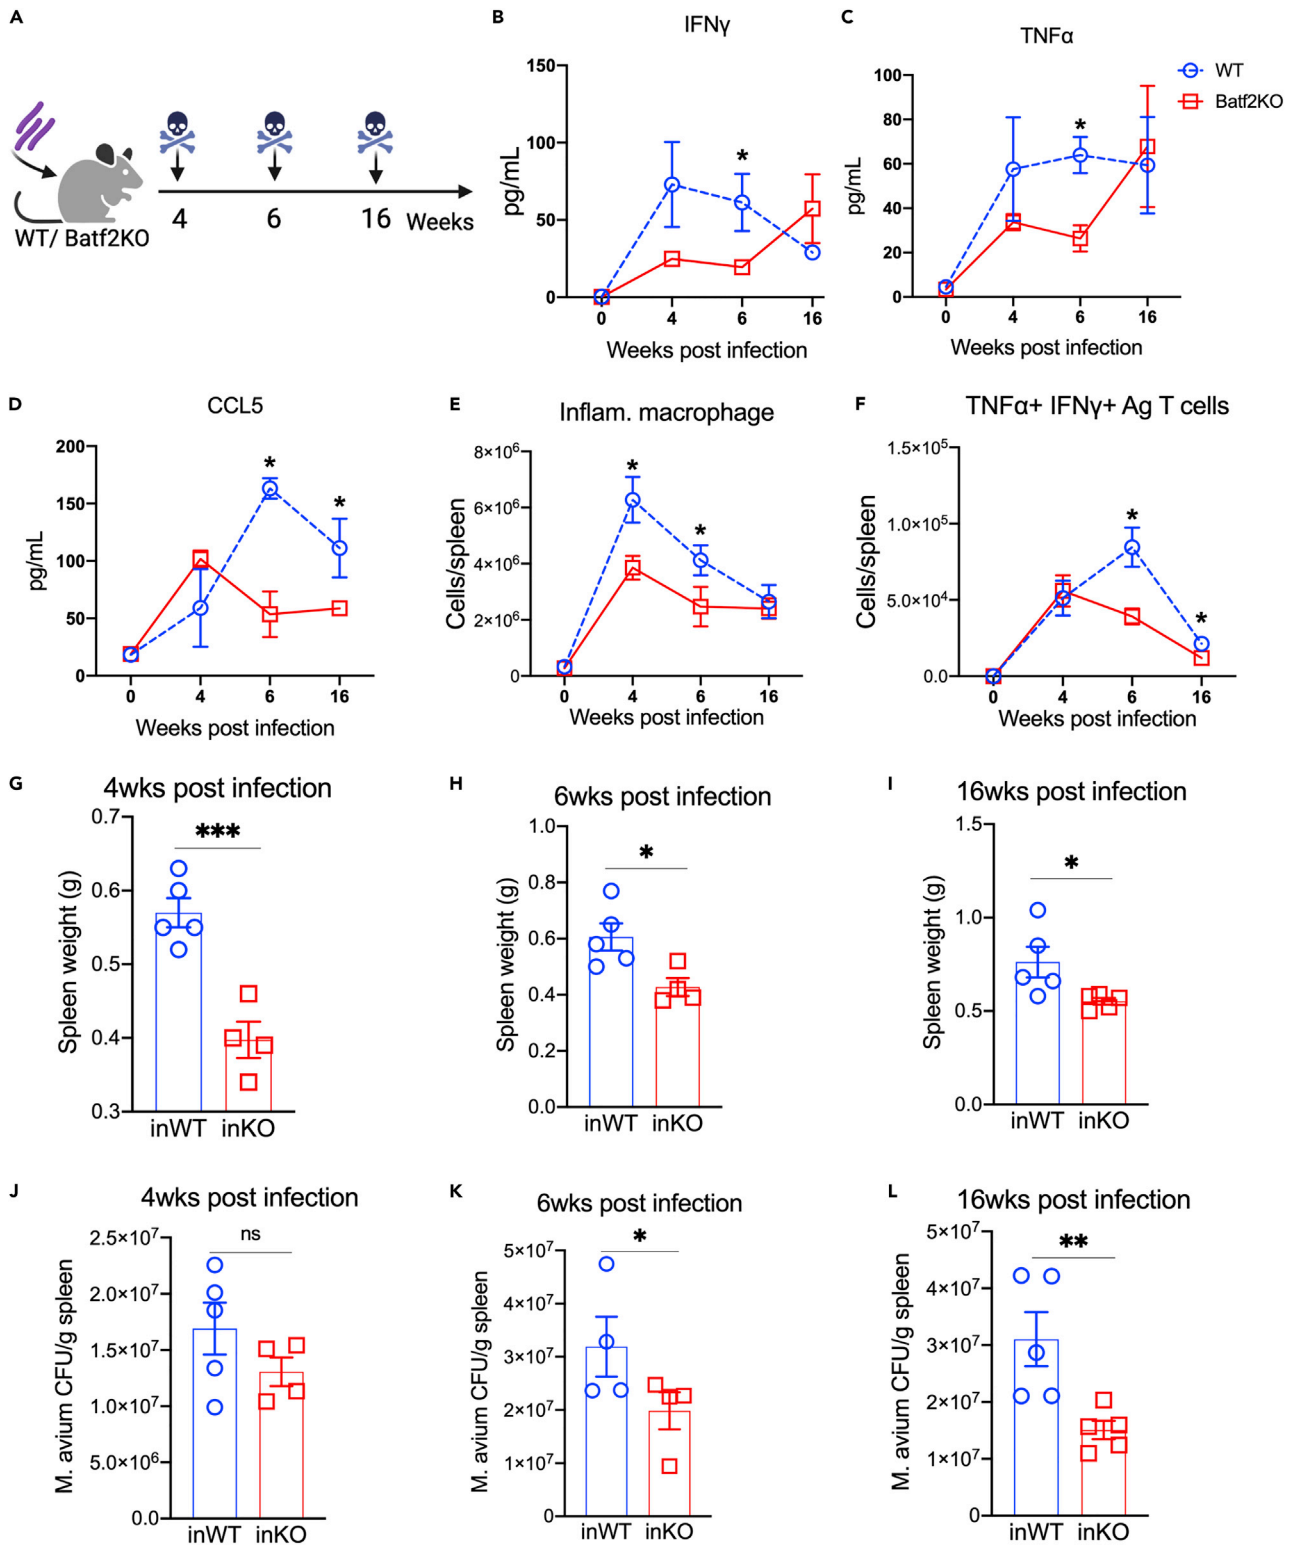 A
WT/ Batf2KO
4
6
16
Weeks
B
IFNγ
pg/mL
150
100
50
0
0
4
6
16
*
Weeks post infection
C
TNFα
pg/mL
100
80
60
40
20
0
0
4
6
16
*
Weeks post infection
WT
Batf2KO
D
CCL5
pg/mL
200
150
100
50
0
0
4
6
16
*
*
Weeks post infection
E
Inflam. macrophage
Cells/spleen
8×10⁶
6×10⁶
4×10⁶
2×10⁶
0
0
4
6
16
*
*
Weeks post infection
F
TNFα+ IFNγ+ Ag T cells
Cells/spleen
1.5×10⁵
1.0×10⁵
5.0×10⁴
0.0
0
4
6
16
*
*
Weeks post infection
G
4wks post infection
Spleen weight (g)
0.7
0.6
0.5
0.4
0.3
***
inWT inKO
H
6wks post infection
Spleen weight (g)
1.0
0.8
0.6
0.4
0.2
0.0
*
inWT inKO
I
16wks post infection
Spleen weight (g)
1.5
1.0
0.5
0.0
*
inWT inKO
J
4wks post infection
M. avium CFU/g spleen
2.5×10⁷
2.0×10⁷
1.5×10⁷
1.0×10⁷
5.0×10⁶
0.0
ns
inWT inKO
K
6wks post infection
M. avium CFU/g spleen
5×10⁷
4×10⁷
3×10⁷
2×10⁷
1×10⁷
0
*
inWT inKO
L
16wks post infection
M. avium CFU/g spleen
5×10⁷
4×10⁷
3×10⁷
2×10⁷
1×10⁷
0
**
inWT inKO